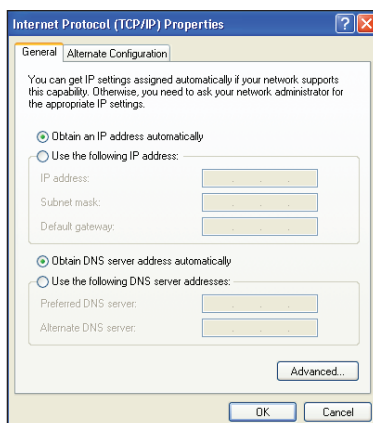 Internet Protocol (TCP/IP) Properties
General Alternate Configuration
You can get IP settings assigned automatically if your network supports
this capability. Otherwise, you need to ask your network administrator for
the appropriate IP settings.
Obtain an IP address automatically
Use the following IP address:
IP address:
Subnet mask:
Default gateway:
Obtain DNS server address automatically
Use the following DNS server addresses:
Preferred DNS server:
Alternate DNS server:
Advanced...
OK Cancel